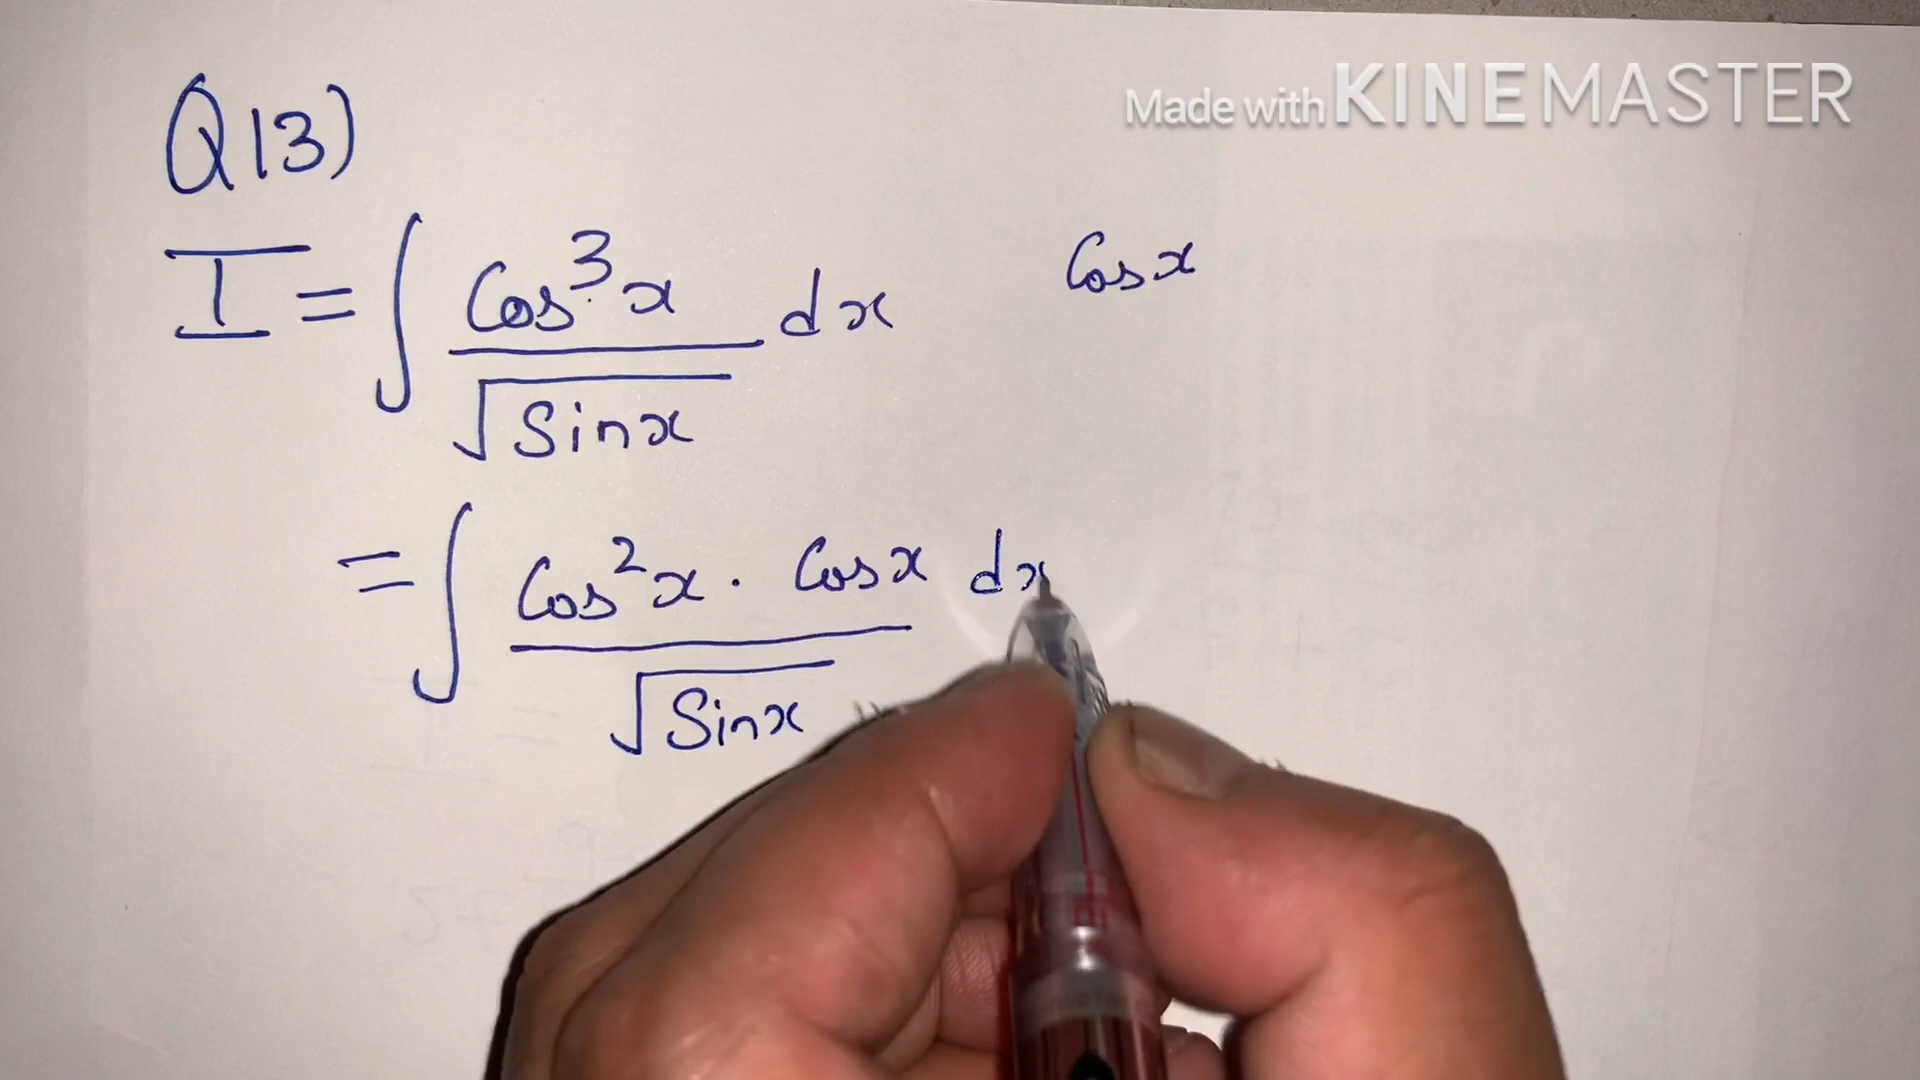 Made with KINEMASTER
Q13)
I = ∫ Cos³x / √Sinx dx
Cosx
= ∫ Cos²x · Cosx / √Sinx dx